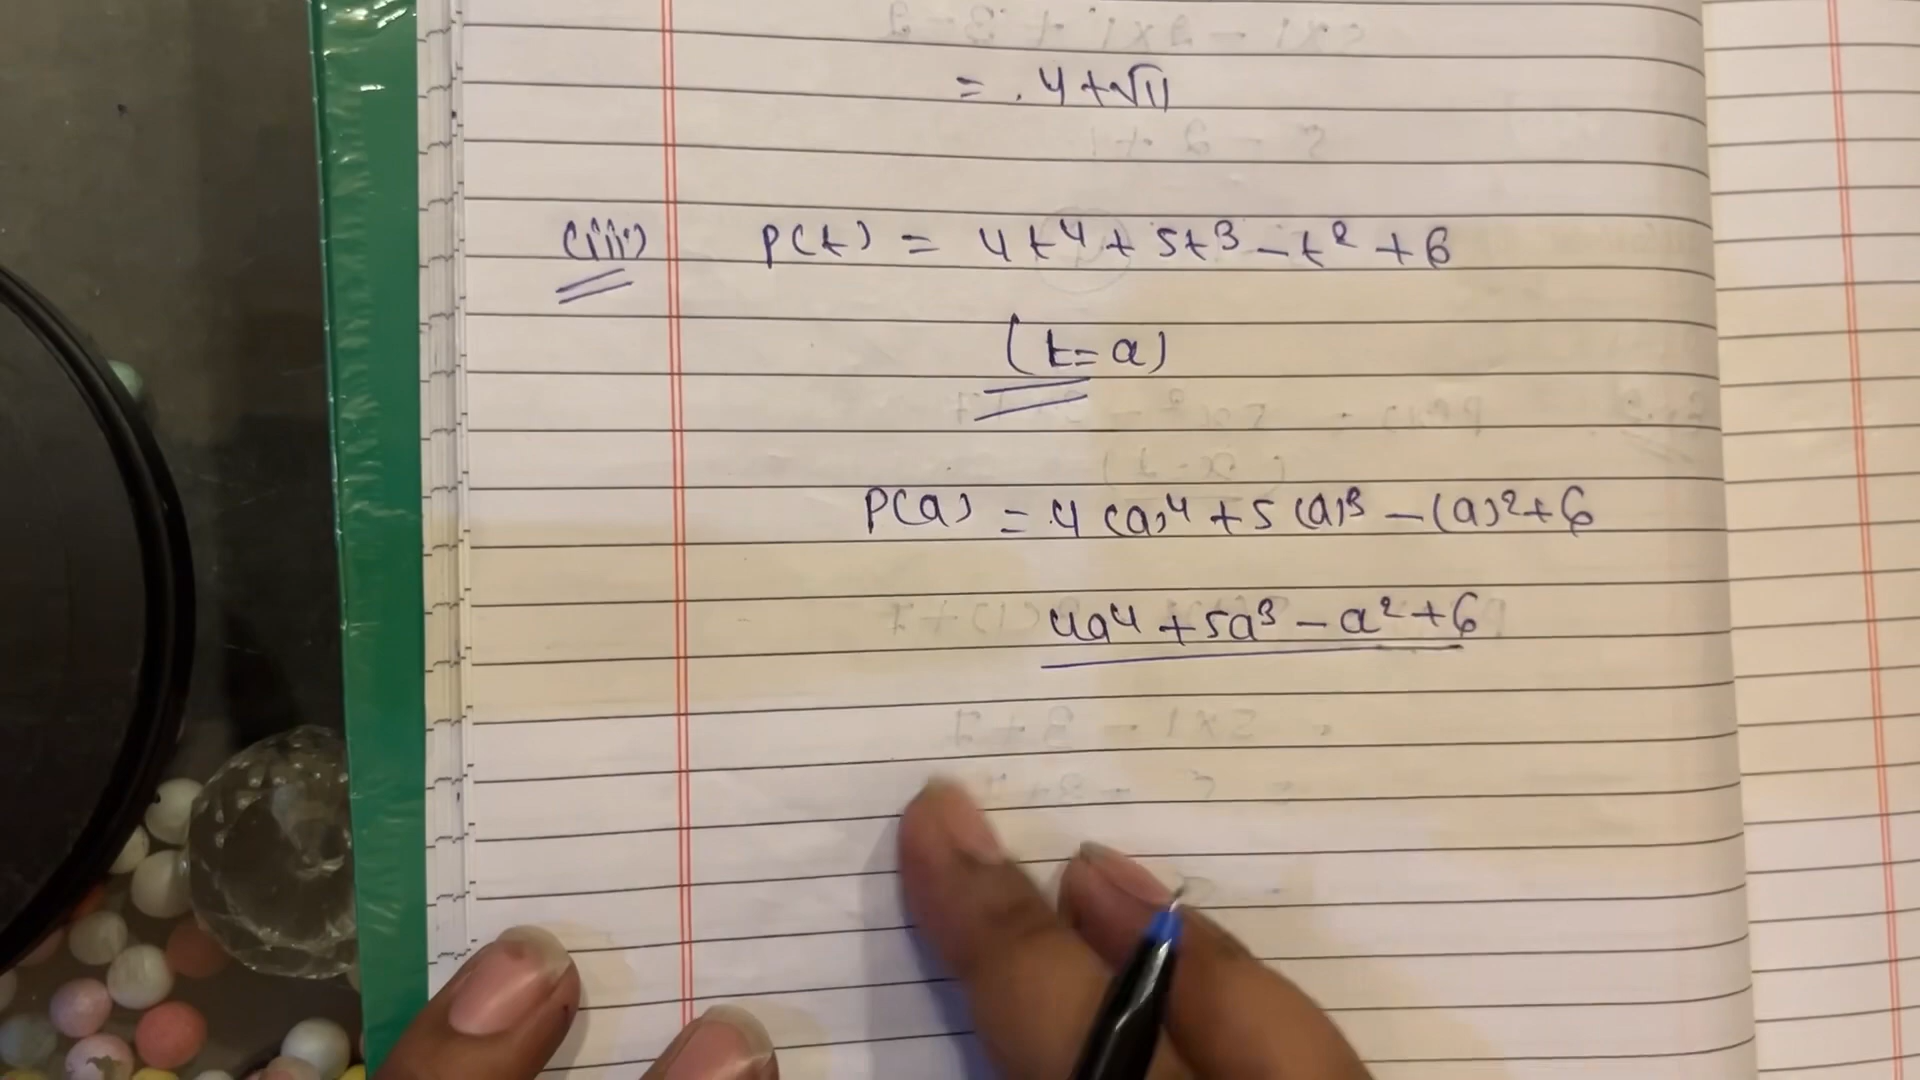 = . 4 + √11
(iii) P(t) = 4t⁴ + 5t³ - t² + 6
(t = a)
P(a) = 4 (a)⁴ + 5 (a)³ - (a)² + 6
4a⁴ + 5a³ - a² + 6